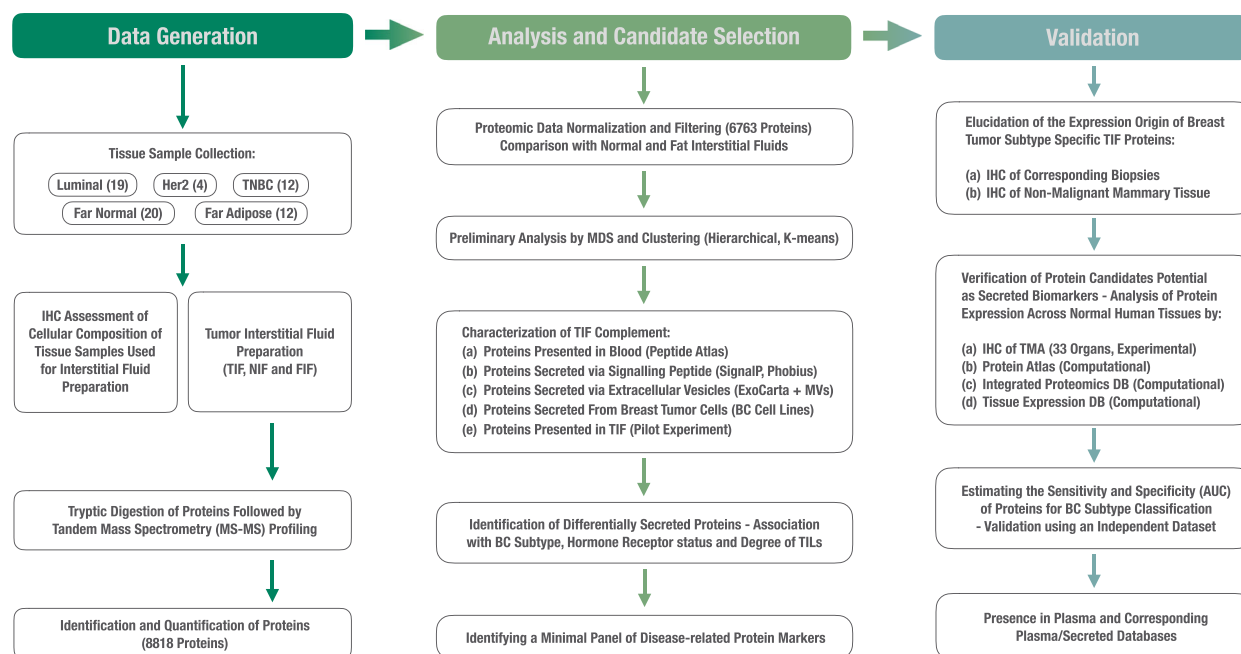 Data Generation
Tissue Sample Collection:
Luminal (19)
Her2 (4)
TNBC (12)
Far Normal (20)
Far Adipose (12)
IHC Assessment of
Cellular Composition of
Tissue Samples Used
for Interstitial Fluid
Preparation
Tumor Interstitial Fluid
Preparation
(TIF, NIF and FIF)
Tryptic Digestion of Proteins Followed by
Tandem Mass Spectrometry (MS-MS) Profiling
Identification and Quantification of Proteins
(8818 Proteins)
Analysis and Candidate Selection
Proteomic Data Normalization and Filtering (6763 Proteins)
Comparison with Normal and Fat Interstitial Fluids
Preliminary Analysis by MDS and Clustering (Hierarchical, K-means)
Characterization of TIF Complement:
(a) Proteins Presented in Blood (Peptide Atlas)
(b) Proteins Secreted via Signalling Peptide (SignalP, Phobius)
(c) Proteins Secreted via Extracellular Vesicles (ExoCarta + MVs)
(d) Proteins Secreted From Breast Tumor Cells (BC Cell Lines)
(e) Proteins Presented in TIF (Pilot Experiment)
Identification of Differentially Secreted Proteins - Association
with BC Subtype, Hormone Receptor status and Degree of TILs
Identifying a Minimal Panel of Disease-related Protein Markers
Validation
Elucidation of the Expression Origin of Breast
Tumor Subtype Specific TIF Proteins:
(a) IHC of Corresponding Biopsies
(b) IHC of Non-Malignant Mammary Tissue
Verification of Protein Candidates Potential
as Secreted Biomarkers - Analysis of Protein
Expression Across Normal Human Tissues by:
(a) IHC of TMA (33 Organs, Experimental)
(b) Protein Atlas (Computational)
(c) Integrated Proteomics DB (Computational)
(d) Tissue Expression DB (Computational)
Estimating the Sensitivity and Specificity (AUC)
of Proteins for BC Subtype Classification
- Validation using an Independent Dataset
Presence in Plasma and Corresponding
Plasma/Secreted Databases